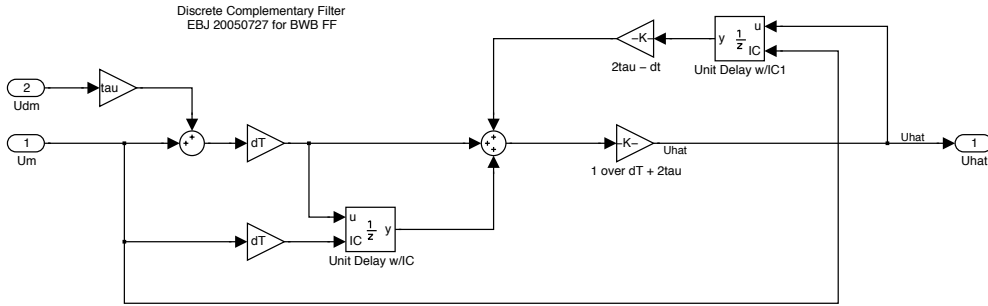 Discrete Complementary Filter
EBJ 20050727 for BWB FF
y 1/z u
IC
Unit Delay w/IC1
-K-
2tau - dt
2
Udm
tau
1
Um
+
+
dT
+
+
+
-K-
1 over dT + 2tau
Uhat
Uhat
1
Uhat
dT
u
IC
1/z
y
Unit Delay w/IC